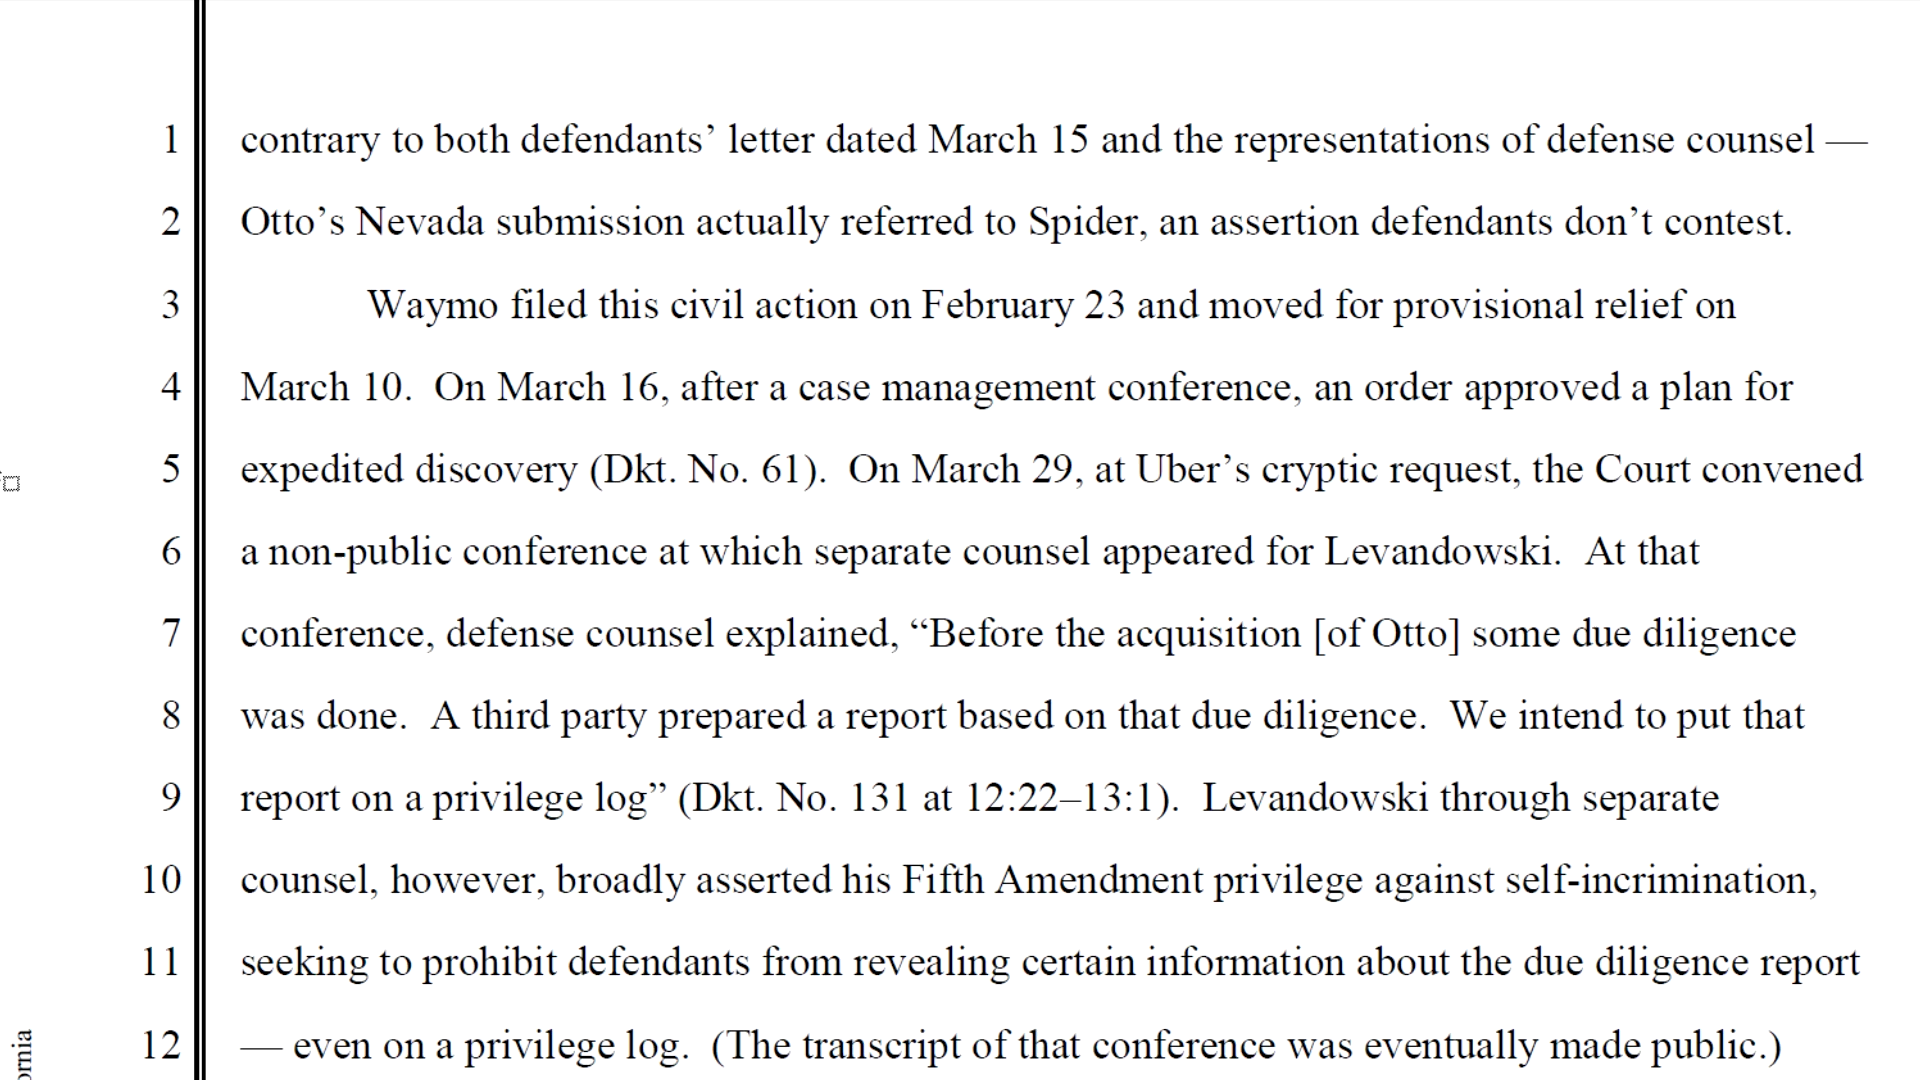 1 contrary to both defendants’ letter dated March 15 and the representations of defense counsel —
2 Otto’s Nevada submission actually referred to Spider, an assertion defendants don’t contest.
3 Waymo filed this civil action on February 23 and moved for provisional relief on
4 March 10.  On March 16, after a case management conference, an order approved a plan for
5 expedited discovery (Dkt. No. 61).  On March 29, at Uber’s cryptic request, the Court convened
6 a non-public conference at which separate counsel appeared for Levandowski.  At that
7 conference, defense counsel explained, “Before the acquisition [of Otto] some due diligence
8 was done.  A third party prepared a report based on that due diligence.  We intend to put that
9 report on a privilege log” (Dkt. No. 131 at 12:22–13:1).  Levandowski through separate
10 counsel, however, broadly asserted his Fifth Amendment privilege against self-incrimination,
11 seeking to prohibit defendants from revealing certain information about the due diligence report
12 — even on a privilege log.  (The transcript of that conference was eventually made public.)
ornia